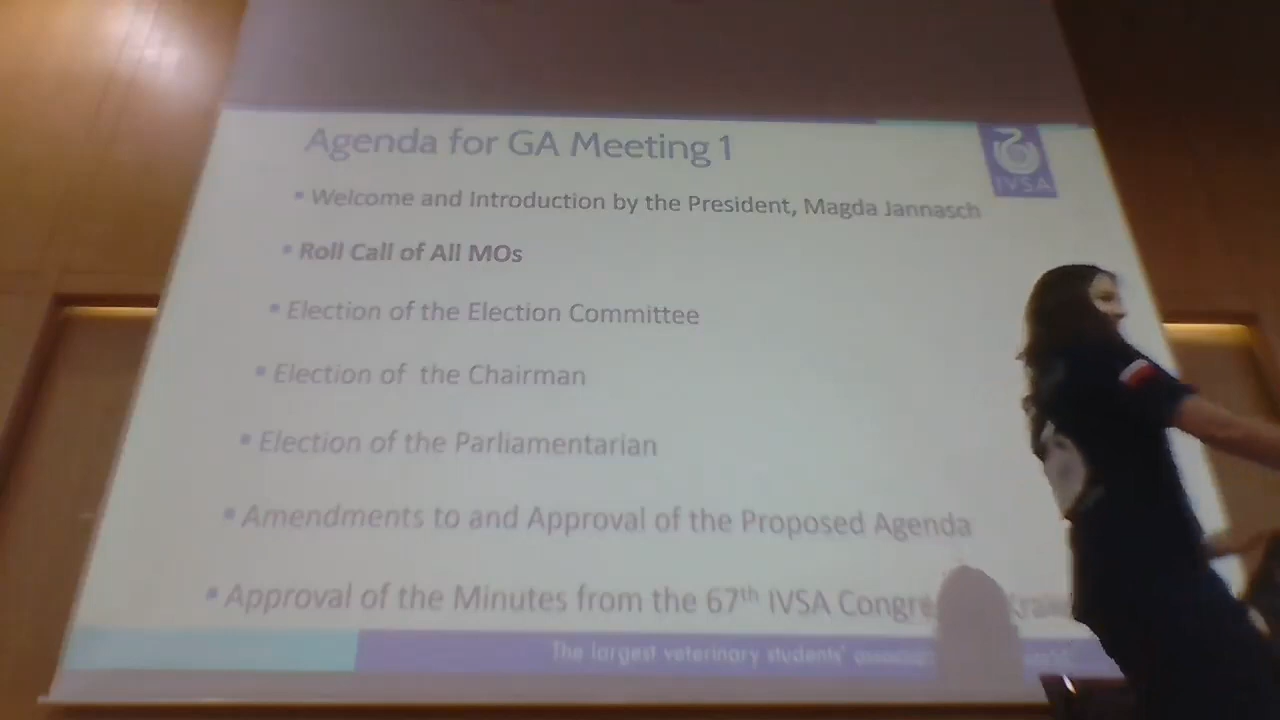 Agenda for GA Meeting 1
IVSA
Welcome and Introduction by the President, Magda Jannasch
Roll Call of All MOs
Election of the Election Committee
Election of the Chairman
Election of the Parliamentarian
Amendments to and Approval of the Proposed Agenda
Approval of the Minutes from the 67th IVSA
The largest veterinary students'